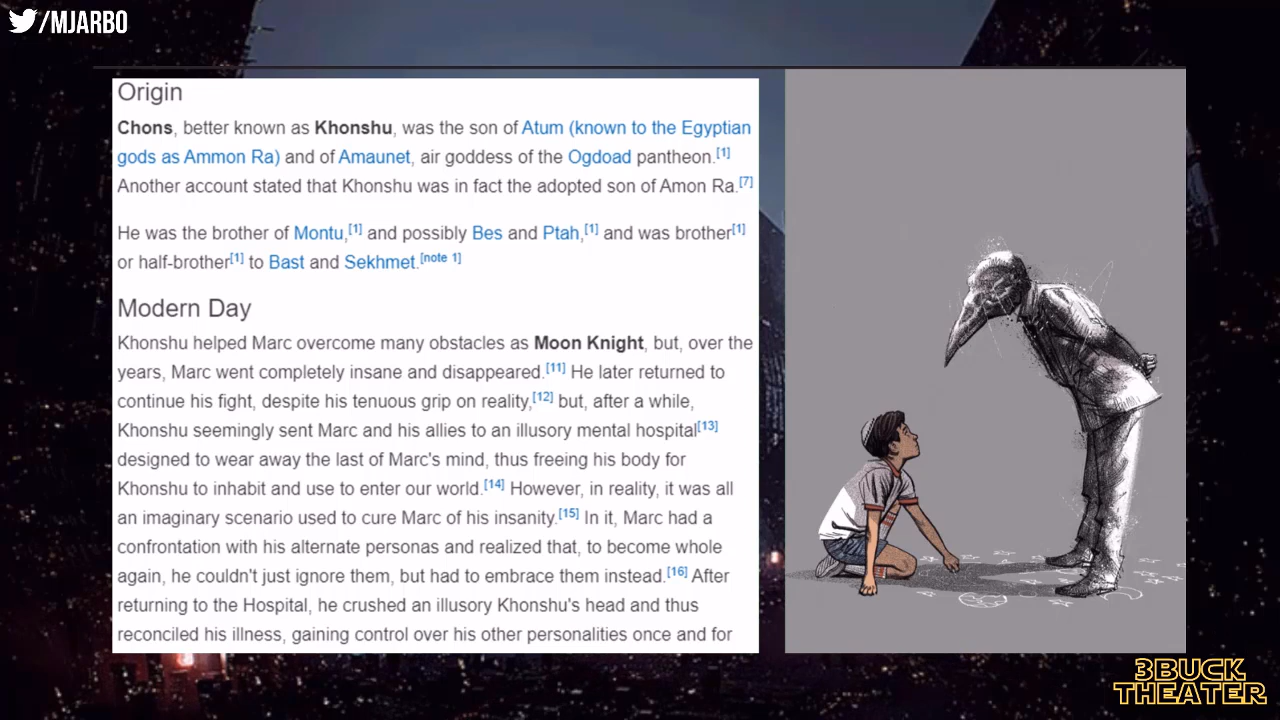 /MJARBO
Origin
Chons, better known as Khonshu, was the son of Atum (known to the Egyptian
gods as Ammon Ra) and of Amaunet, air goddess of the Ogdoad pantheon.[1]
Another account stated that Khonshu was in fact the adopted son of Amon Ra.[7]
He was the brother of Montu,[1] and possibly Bes and Ptah,[1] and was brother[1]
or half-brother[1] to Bast and Sekhmet.[note 1]
Modern Day
Khonshu helped Marc overcome many obstacles as Moon Knight, but, over the
years, Marc went completely insane and disappeared.[11] He later returned to
continue his fight, despite his tenuous grip on reality,[12] but, after a while,
Khonshu seemingly sent Marc and his allies to an illusory mental hospital[13]
designed to wear away the last of Marc's mind, thus freeing his body for
Khonshu to inhabit and use to enter our world.[14] However, in reality, it was all
an imaginary scenario used to cure Marc of his insanity.[15] In it, Marc had a
confrontation with his alternate personas and realized that, to become whole
again, he couldn't just ignore them, but had to embrace them instead.[16] After
returning to the Hospital, he crushed an illusory Khonshu's head and thus
reconciled his illness, gaining control over his other personalities once and for
3BUCK
THEATER